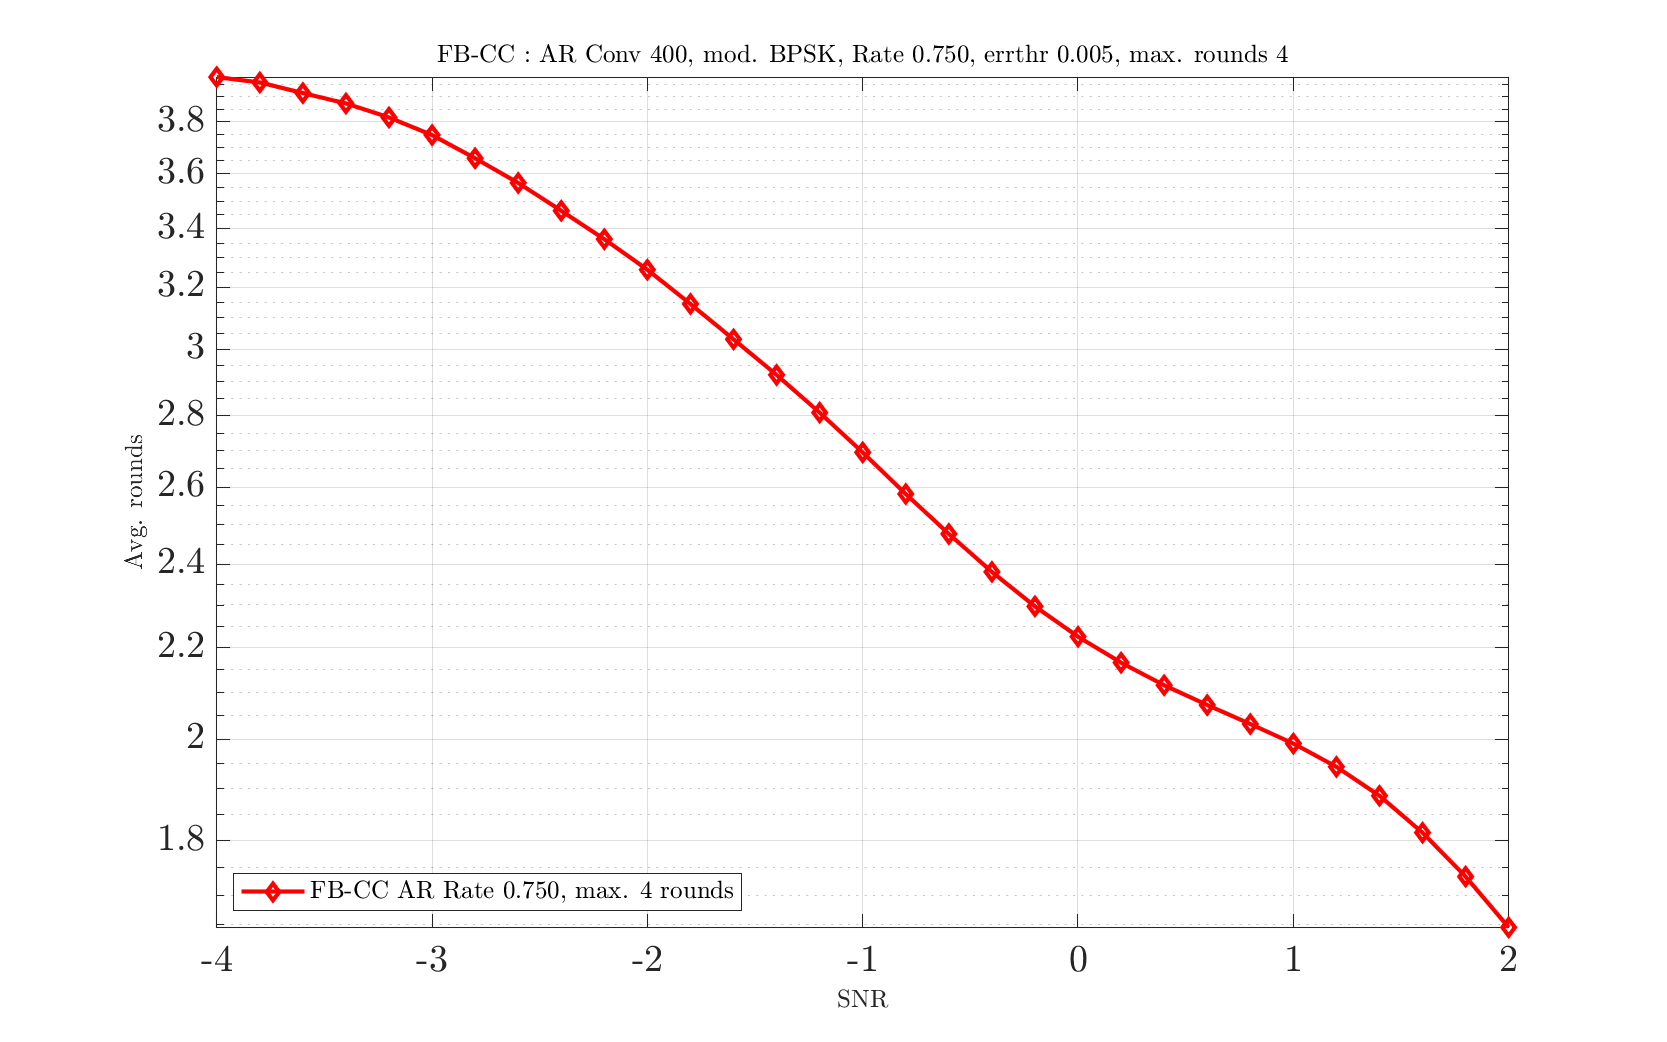 FB-CC : AR Conv 400, mod. BPSK, Rate 0.750, errthr 0.005, max. rounds 4
3.8
3.6
3.4
3.2
3
2.8
2.6
2.4
2.2
2
1.8
Avg. rounds
FB-CC AR Rate 0.750, max. 4 rounds
-4 -3 -2 -1 0 1 2
SNR